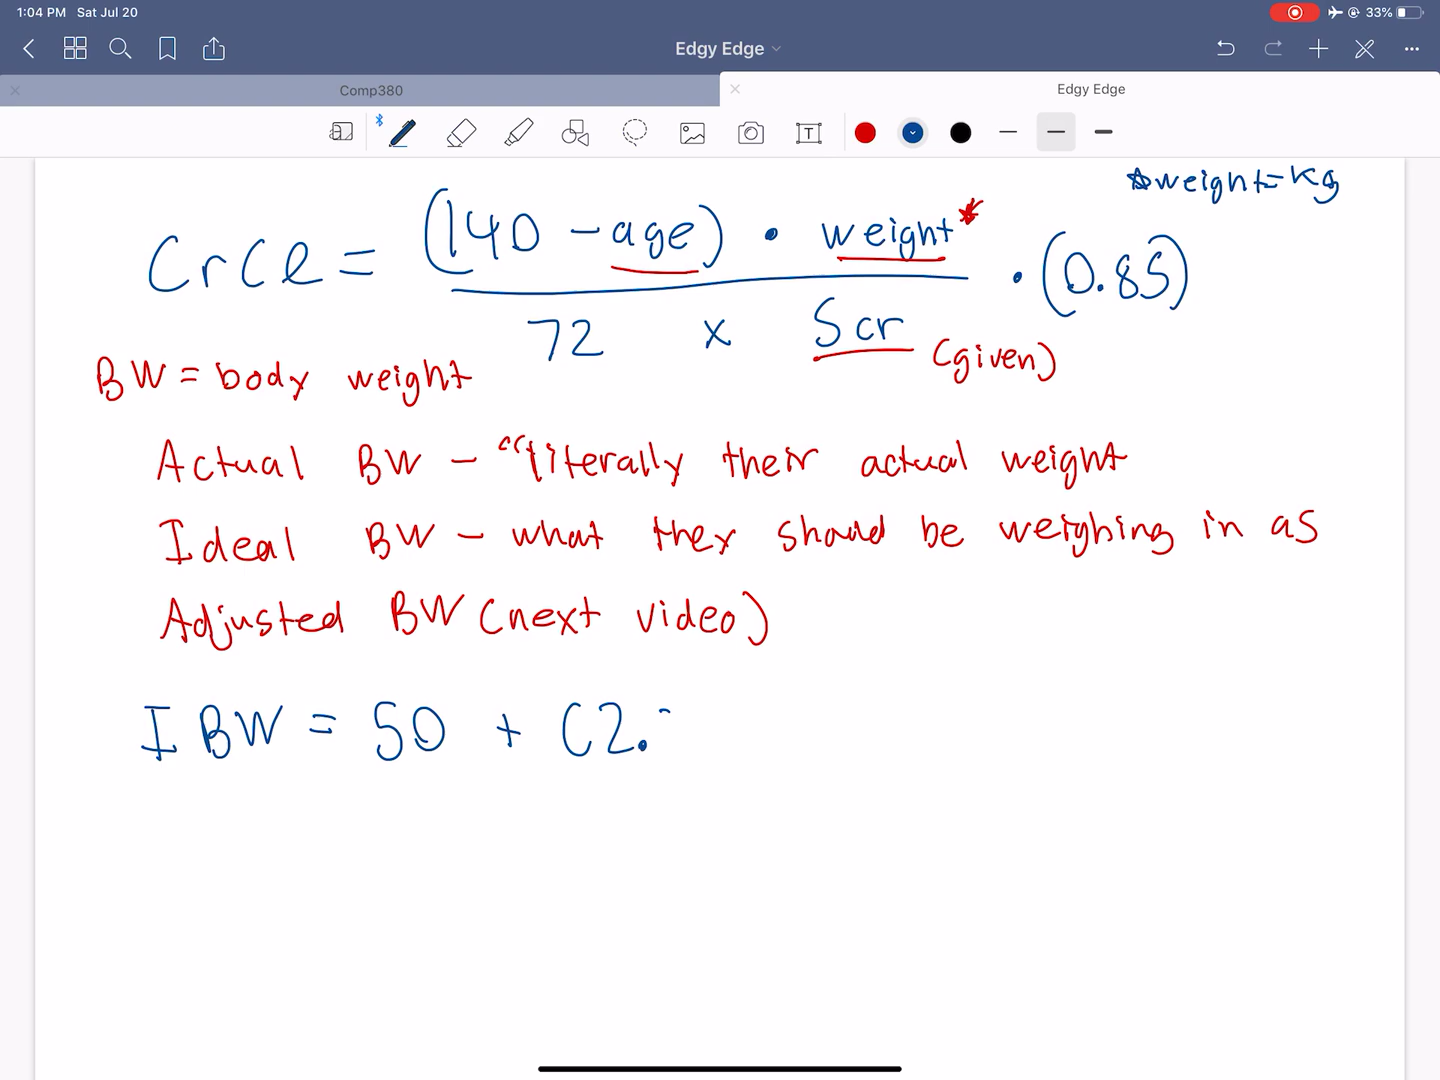 1:04 PM Sat Jul 20
33%
Edgy Edge
Comp380
Edgy Edge
T
*weight=kg
CrCl = (140 - age) • weight* • (0.85)
72 x Scr (given)
BW = body weight
Actual BW - "literally their actual weight
Ideal BW - what they should be weighing in as
Adjusted BW (next video)
IBW = 50 + (2.